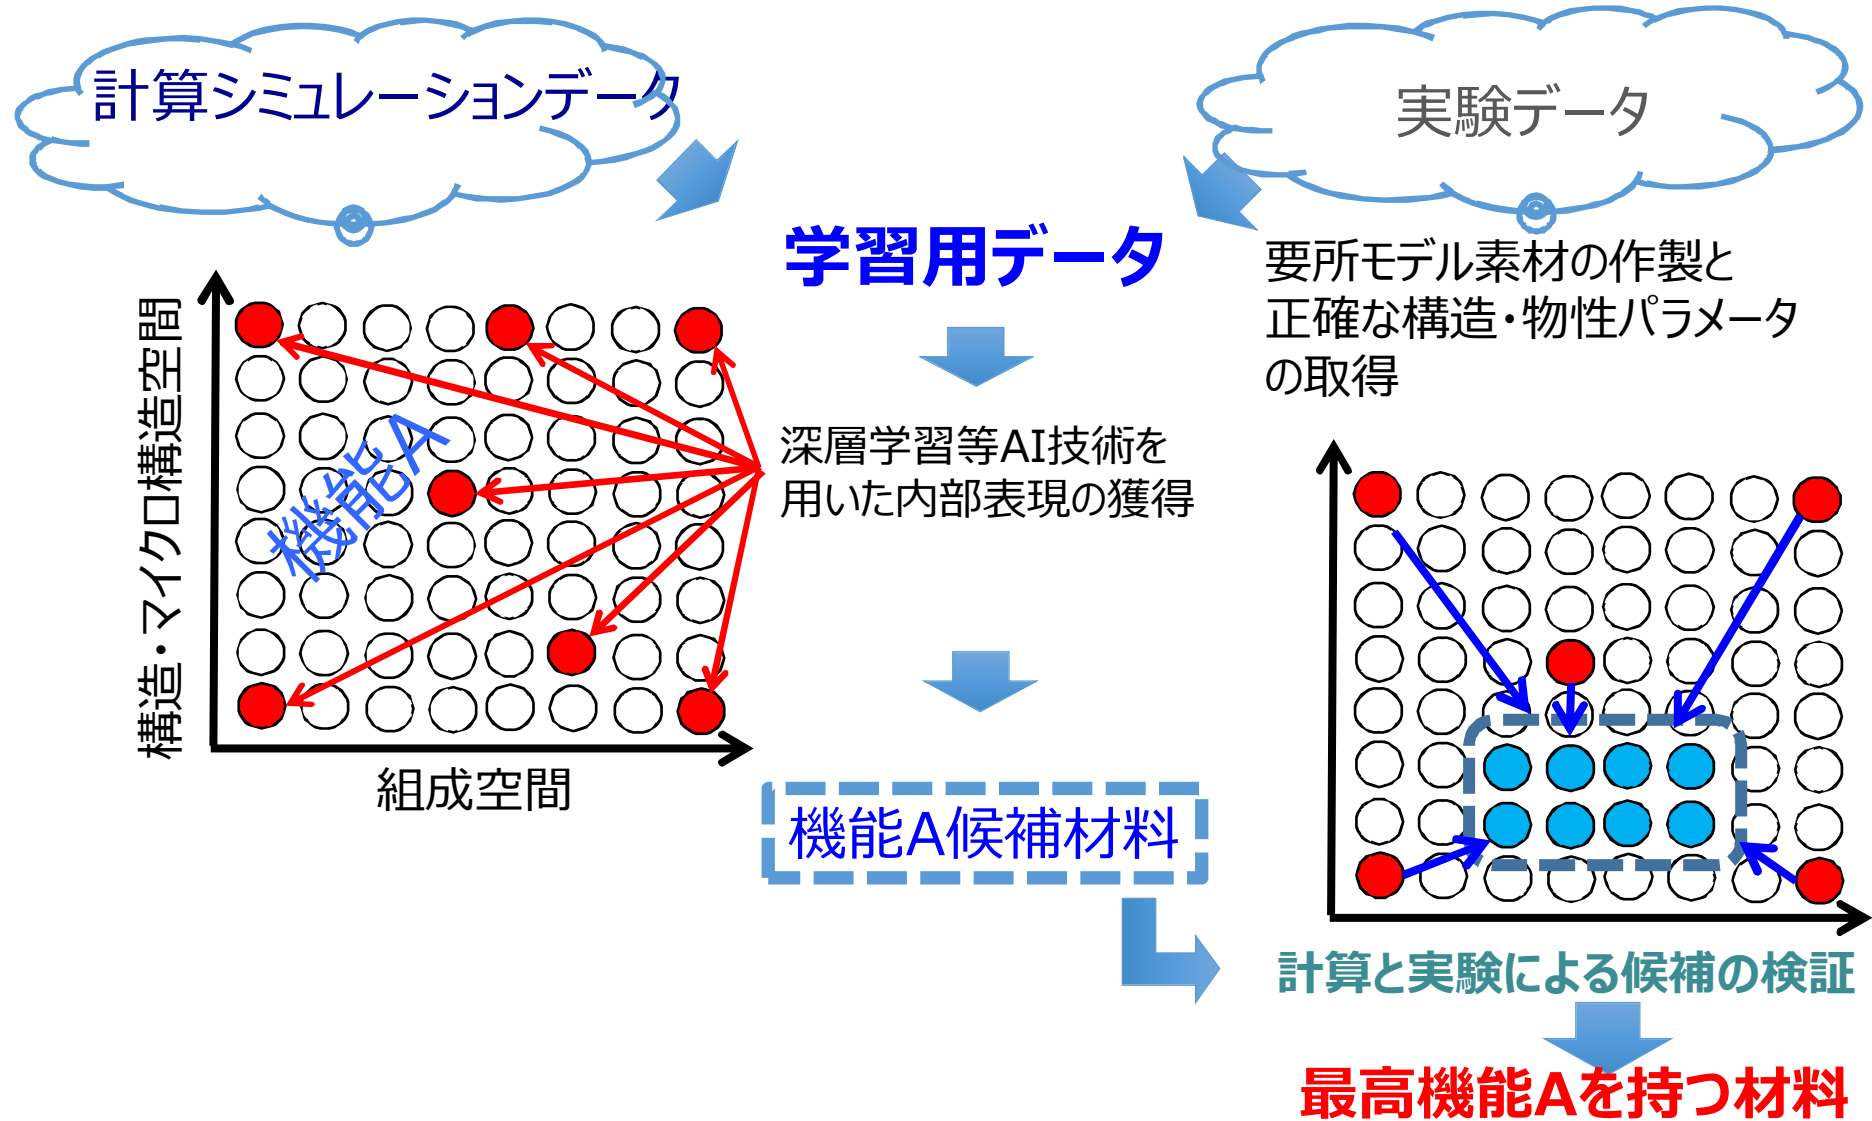 計算シミュレーションデータ
実験データ
学習用データ
要所モデル素材の作製と
正確な構造・物性パラメータ
の取得
構造・マイクロ構造空間
機能A
組成空間
深層学習等AI技術を
用いた内部表現の獲得
機能A候補材料
計算と実験による候補の検証
最高機能Aを持つ材料